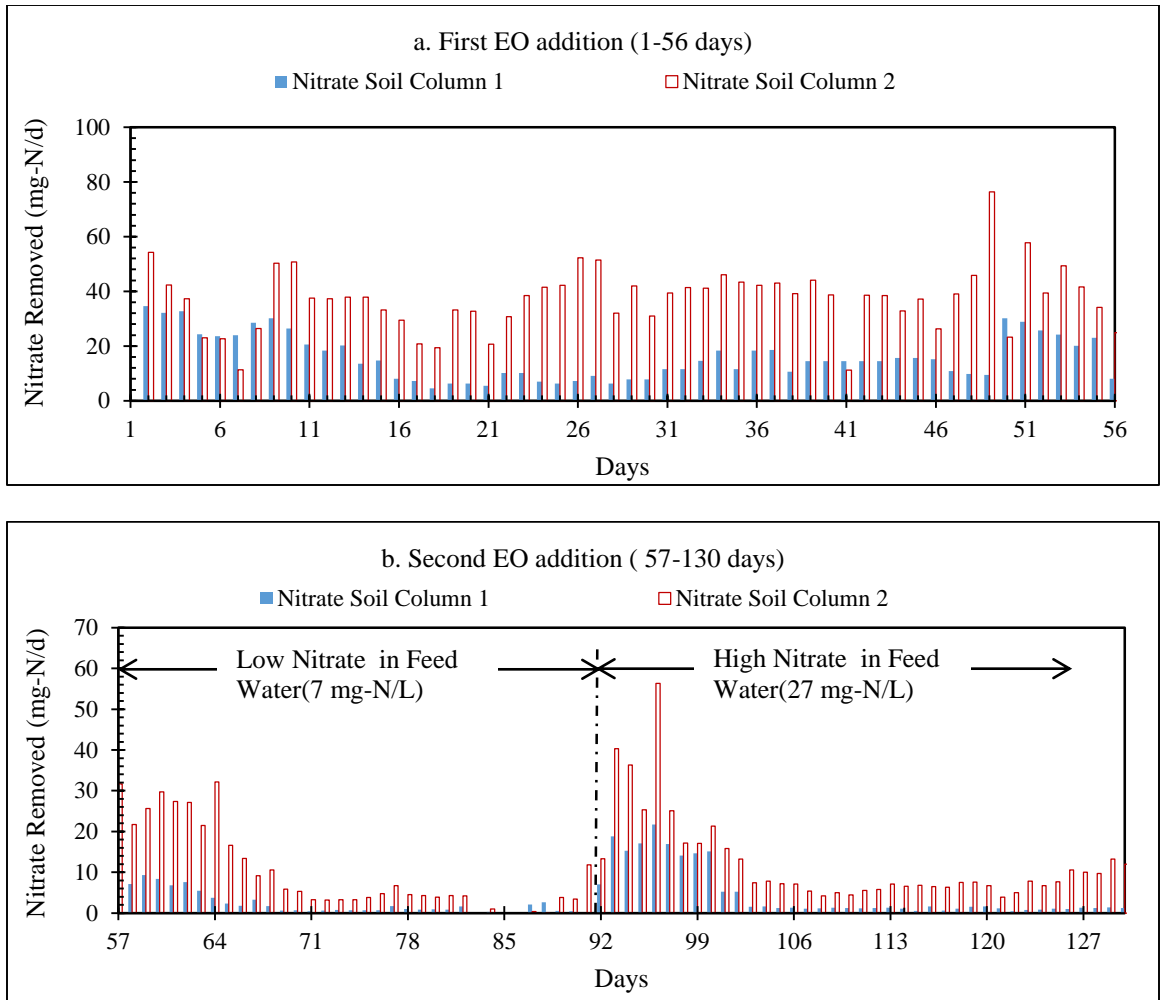 a. First EO addition (1-56 days)
Nitrate Soil Column 1
Nitrate Soil Column 2
Nitrate Removed (mg-N/d)
100
80
60
40
20
0
1 6 11 16 21 26 31 36 41 46 51 56
Days
b. Second EO addition ( 57-130 days)
Nitrate Soil Column 1
Nitrate Soil Column 2
Nitrate Removed (mg-N/d)
70
60
50
40
30
20
10
0
Low Nitrate in Feed
Water(7 mg-N/L)
High Nitrate in Feed
Water(27 mg-N/L)
57 64 71 78 85 92 99 106 113 120 127
Days